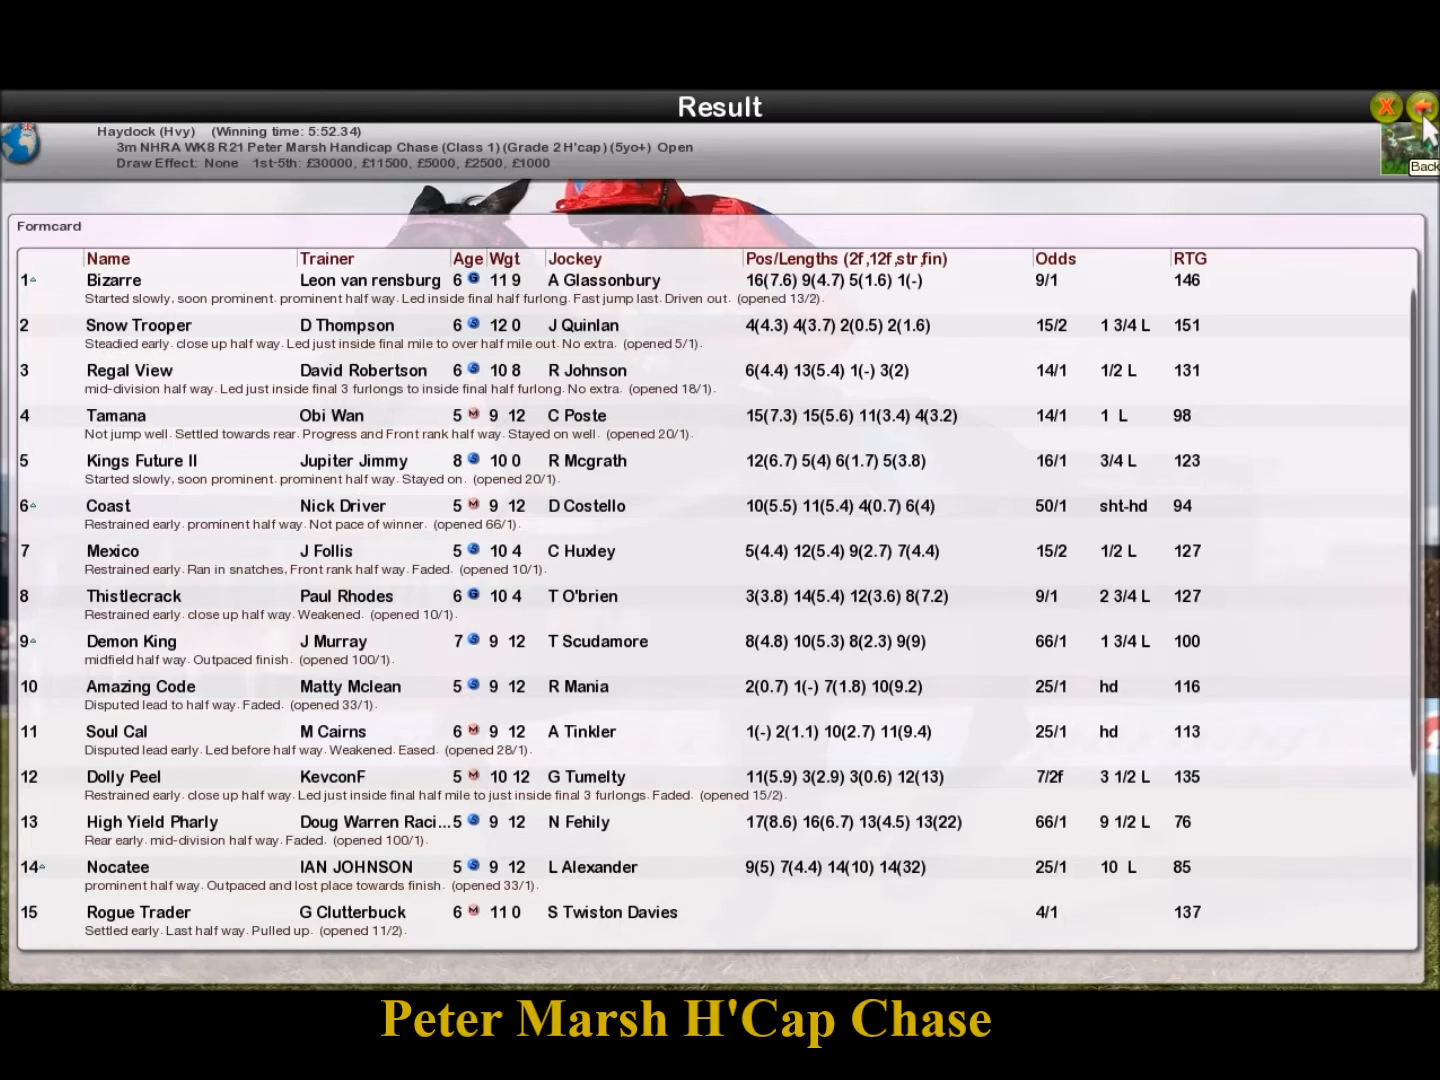 Result
Haydock (Hvy) (Winning time: 5:52.34)
3m NHRA WK8 R21 Peter Marsh Handicap Chase (Class 1) (Grade 2 H'cap) (5yo+) Open
Draw Effect: None 1st-5th: £30000, £11500, £5000, £2500, £1000
Back
Formcard
Name Trainer Age Wgt Jockey Pos/Lengths (2f,12f,str,fin) Odds RTG
1 Bizarre Leon van rensburg 6 G 11 9 A Glassonbury 16(7.6) 9(4.7) 5(1.6) 1(-) 9/1 146
Started slowly, soon prominent. prominent half way. Led inside final half furlong. Fast jump last. Driven out. (opened 13/2).
2 Snow Trooper D Thompson 6 S 12 0 J Quinlan 4(4.3) 4(3.7) 2(0.5) 2(1.6) 15/2 1 3/4 L 151
Steadied early. close up half way. Led just inside final mile to over half mile out. No extra. (opened 5/1).
3 Regal View David Robertson 6 S 10 8 R Johnson 6(4.4) 13(5.4) 1(-) 3(2) 14/1 1/2 L 131
mid-division half way. Led just inside final 3 furlongs to inside final half furlong. No extra. (opened 18/1).
4 Tamana Obi Wan 5 M 9 12 C Poste 15(7.3) 15(5.6) 11(3.4) 4(3.2) 14/1 1 L 98
Not jump well. Settled towards rear. Progress and Front rank half way. Stayed on well. (opened 20/1).
5 Kings Future II Jupiter Jimmy 8 S 10 0 R Mcgrath 12(6.7) 5(4) 6(1.7) 5(3.8) 16/1 3/4 L 123
Started slowly, soon prominent. prominent half way. Stayed on. (opened 20/1).
6 Coast Nick Driver 5 M 9 12 D Costello 10(5.5) 11(5.4) 4(0.7) 6(4) 50/1 sht-hd 94
Restrained early. prominent half way. Not pace of winner. (opened 66/1).
7 Mexico J Follis 5 S 10 4 C Huxley 5(4.4) 12(5.4) 9(2.7) 7(4.4) 15/2 1/2 L 127
Restrained early. Ran in snatches, Front rank half way. Faded. (opened 10/1).
8 Thistlecrack Paul Rhodes 6 G 10 4 T O'brien 3(3.8) 14(5.4) 12(3.6) 8(7.2) 9/1 2 3/4 L 127
Restrained early. close up half way. Weakened. (opened 10/1).
9 Demon King J Murray 7 S 9 12 T Scudamore 8(4.8) 10(5.3) 8(2.3) 9(9) 66/1 1 3/4 L 100
midfield half way. Outpaced finish. (opened 100/1).
10 Amazing Code Matty Mclean 5 S 9 12 R Mania 2(0.7) 1(-) 7(1.8) 10(9.2) 25/1 hd 116
Disputed lead to half way. Faded. (opened 33/1).
11 Soul Cal M Cairns 6 M 9 12 A Tinkler 1(-) 2(1.1) 10(2.7) 11(9.4) 25/1 hd 113
Disputed lead early. Led before half way. Weakened. Eased. (opened 28/1).
12 Dolly Peel KevconF 5 M 10 12 G Tumelty 11(5.9) 3(2.9) 3(0.6) 12(13) 7/2f 3 1/2 L 135
Restrained early. close up half way. Led just inside final half mile to just inside final 3 furlongs. Faded. (opened 15/2).
13 High Yield Pharly Doug Warren Raci... 5 S 9 12 N Fehily 17(8.6) 16(6.7) 13(4.5) 13(22) 66/1 9 1/2 L 76
Rear early. mid-division half way. Faded. (opened 100/1).
14 Nocatee IAN JOHNSON 5 S 9 12 L Alexander 9(5) 7(4.4) 14(10) 14(32) 25/1 10 L 85
prominent half way. Outpaced and lost place towards finish. (opened 33/1).
15 Rogue Trader G Clutterbuck 6 M 11 0 S Twiston Davies 4/1 137
Settled early. Last half way. Pulled up. (opened 11/2).
Peter Marsh H'Cap Chase